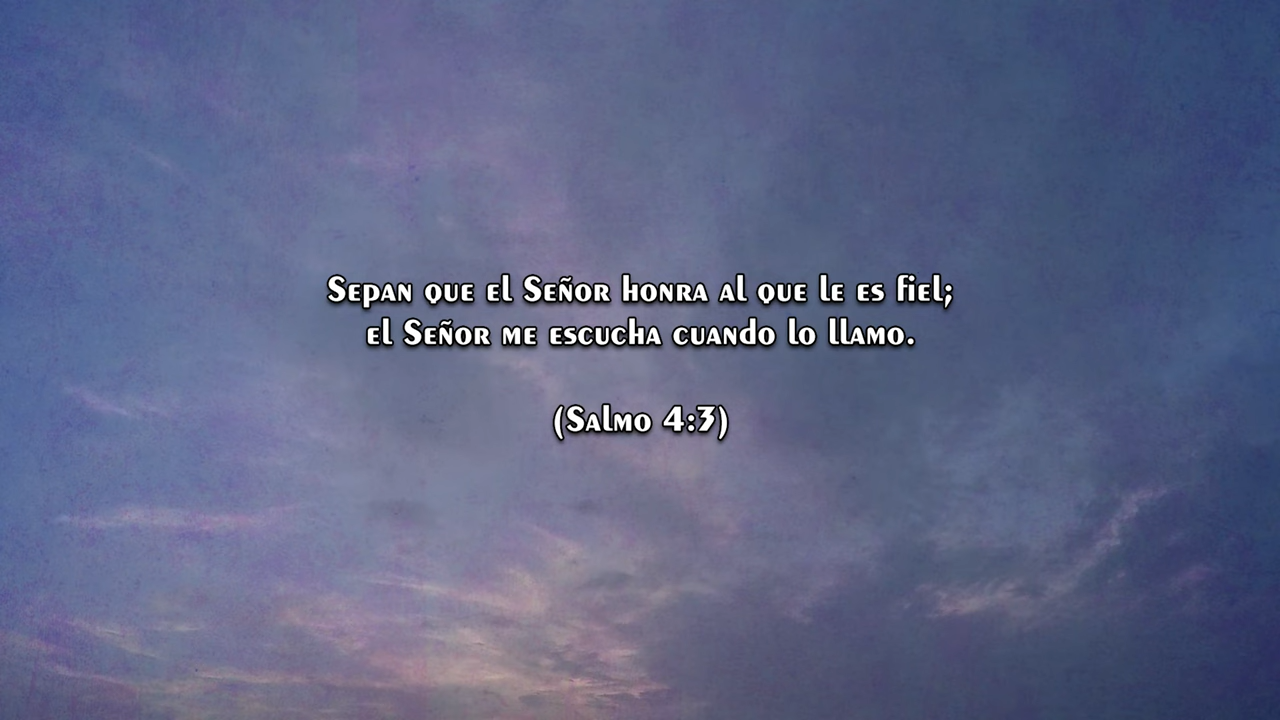 Sepan que el Señor honra al que le es fiel;
el Señor me escucha cuando lo llamo.
(Salmo 4:3)